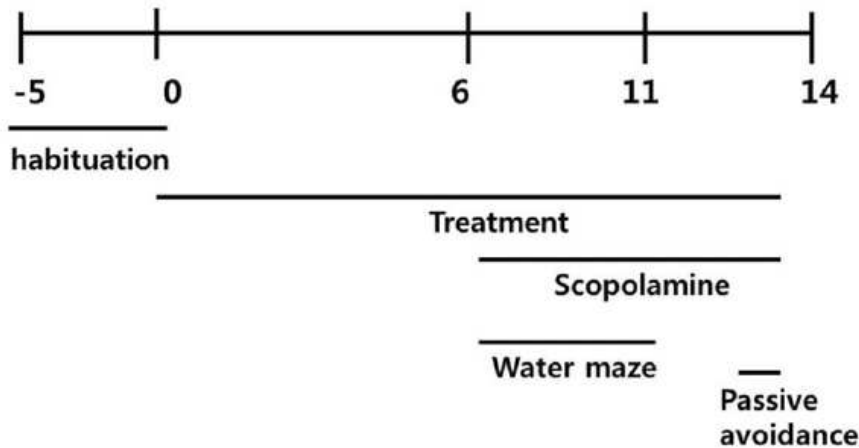 -5 0 6 11 14
habituation
Treatment
Scopolamine
Water maze
Passive
avoidance